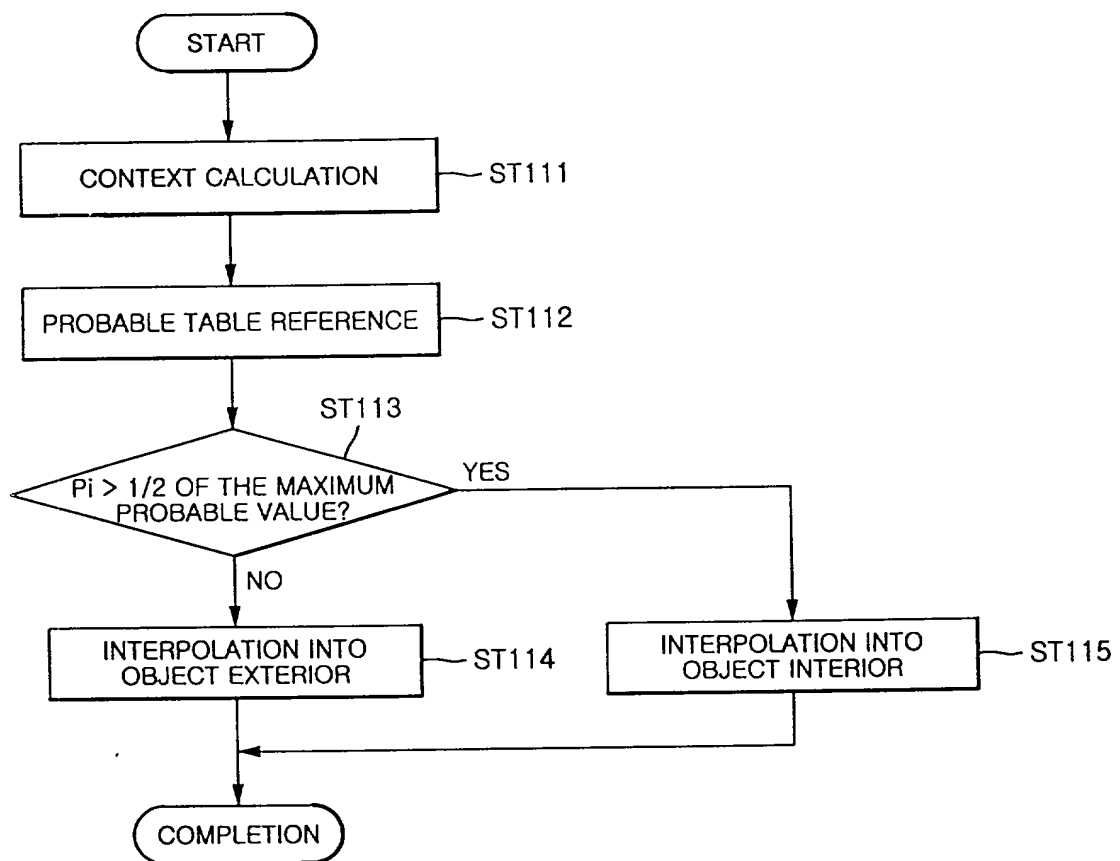 START
CONTEXT CALCULATION
ST111
PROBABLE TABLE REFERENCE
ST112
ST113
Pi > 1/2 OF THE MAXIMUM
PROBABLE VALUE?
YES
NO
INTERPOLATION INTO
OBJECT EXTERIOR
ST114
INTERPOLATION INTO
OBJECT INTERIOR
ST115
COMPLETION